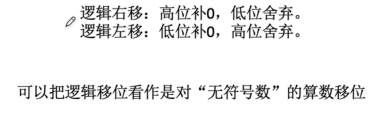 逻辑右移：高位补0，低位舍弃。
逻辑左移：低位补0，高位舍弃。
可以把逻辑移位看作是对“无符号数”的算数移位